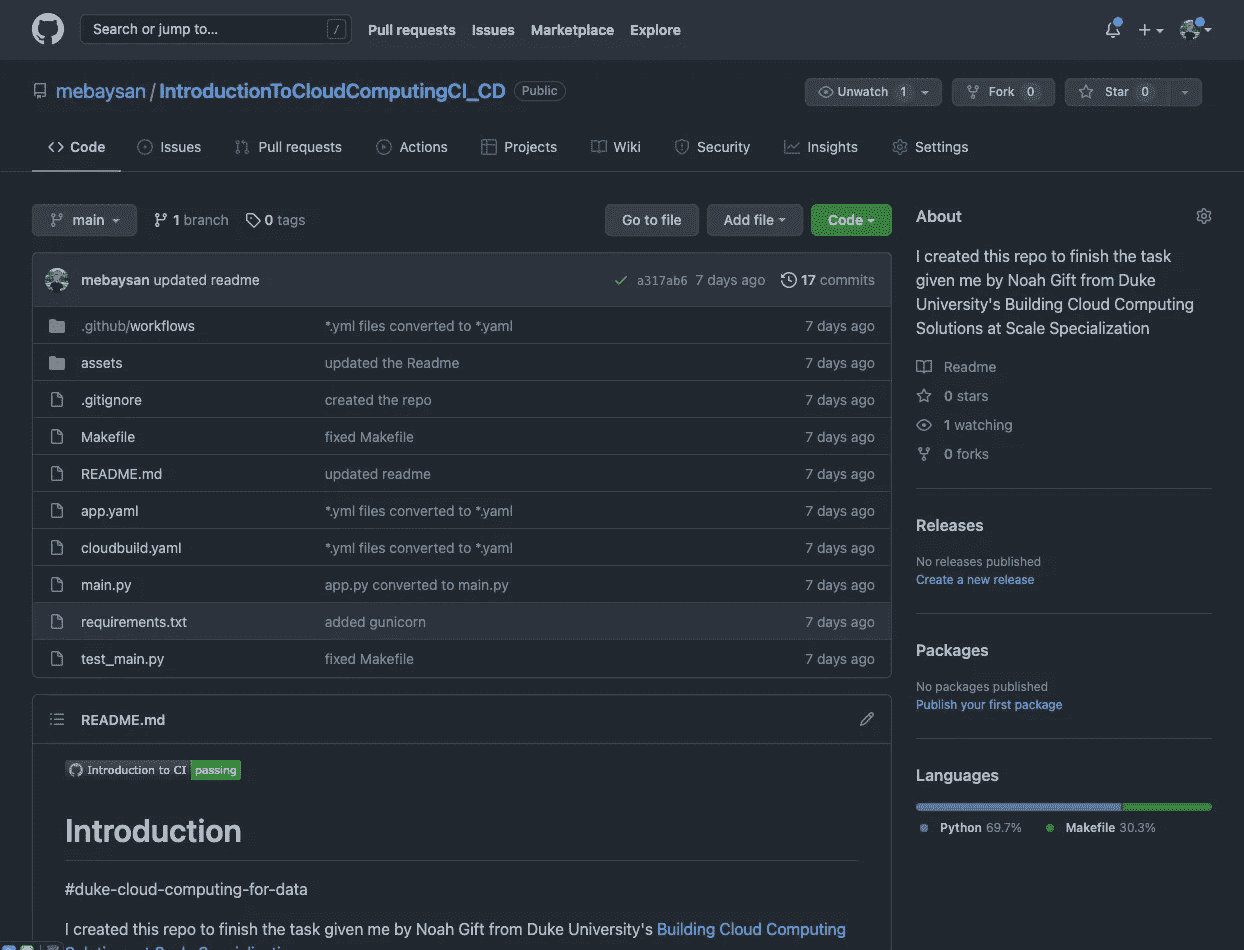 Search or jump to... /
Pull requests Issues Marketplace Explore
mebaysan / IntroductionToCloudComputingCI_CD Public
Unwatch 1 Fork 0 Star 0
Code Issues Pull requests Actions Projects Wiki Security Insights Settings
main 1 branch 0 tags Go to file Add file Code
mebaysan updated readme a317ab6 7 days ago 17 commits
.github/workflows *.yml files converted to *.yaml 7 days ago
assets updated the Readme 7 days ago
.gitignore created the repo 7 days ago
Makefile fixed Makefile 7 days ago
README.md updated readme 7 days ago
app.yaml *.yml files converted to *.yaml 7 days ago
cloudbuild.yaml *.yml files converted to *.yaml 7 days ago
main.py app.py converted to main.py 7 days ago
requirements.txt added gunicorn 7 days ago
test_main.py fixed Makefile 7 days ago
README.md
Introduction to CI passing
Introduction
#duke-cloud-computing-for-data
I created this repo to finish the task given me by Noah Gift from Duke University's Building Cloud Computing
About
I created this repo to finish the task
given me by Noah Gift from Duke
University's Building Cloud Computing
Solutions at Scale Specialization
Readme
0 stars
1 watching
0 forks
Releases
No releases published
Create a new release
Packages
No packages published
Publish your first package
Languages
Python 69.7% Makefile 30.3%